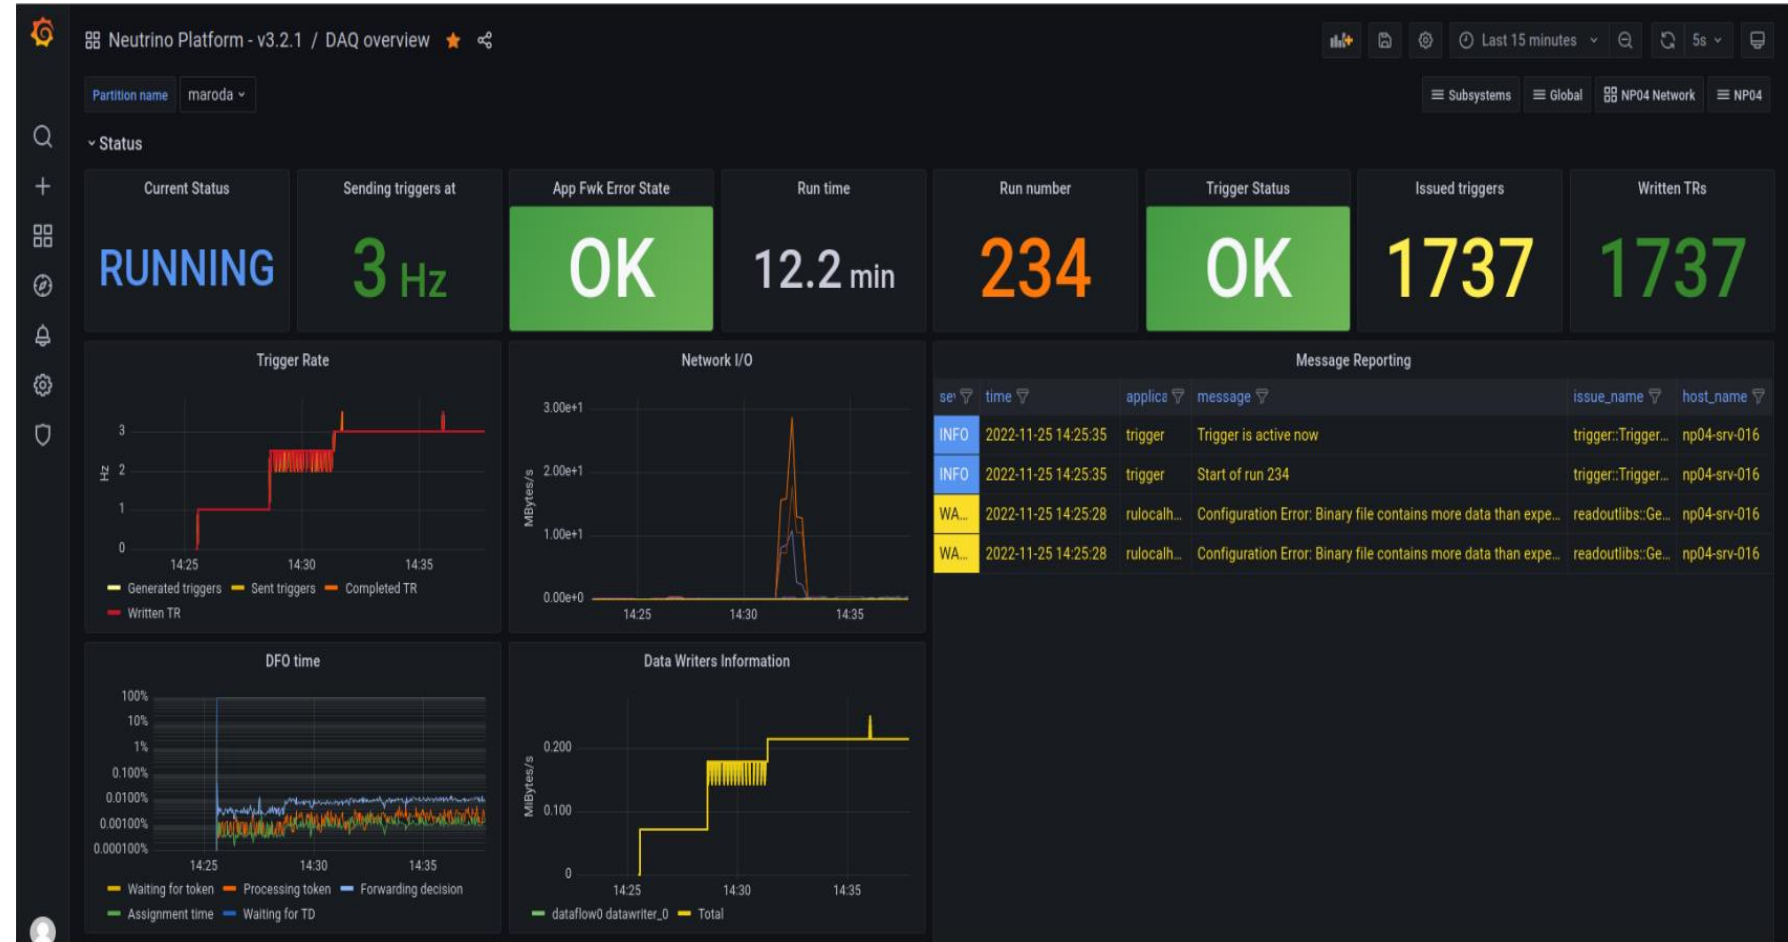 Neutrino Platform - v3.2.1 / DAQ overview
Last 15 minutes
5s
Partition name maroda
Subsystems Global NP04 Network NP04
Status
Current Status
RUNNING
Sending triggers at
3 Hz
App Fwk Error State
OK
Run time
12.2 min
Run number
234
Trigger Status
OK
Issued triggers
1737
Written TRs
1737
Trigger Rate
Hz
3
2
1
0
14:25 14:30 14:35
Generated triggers Sent triggers Completed TR
Written TR
Network I/O
MBytes/s
3.00e+1
2.00e+1
1.00e+1
0.00e+0
14:25 14:30 14:35
Message Reporting
time applica message issue_name host_name
INFO 2022-11-25 14:25:35 trigger Trigger is active now trigger::Trigger... np04-srv-016
INFO 2022-11-25 14:25:35 trigger Start of run 234 trigger::Trigger... np04-srv-016
WA... 2022-11-25 14:25:28 rulocalh... Configuration Error: Binary file contains more data than expe... readoutlibs::Ge... np04-srv-016
WA... 2022-11-25 14:25:28 rulocalh... Configuration Error: Binary file contains more data than expe... readoutlibs::Ge... np04-srv-016
DFO time
100%
10%
1%
0.100%
0.0100%
0.00100%
0.000100%
14:25 14:30 14:35
Waiting for token Processing token Forwarding decision
Assignment time Waiting for TD
Data Writers Information
MiBytes/s
0.200
0.100
0
14:25 14:30 14:35
dataflow0 datawriter_0 Total